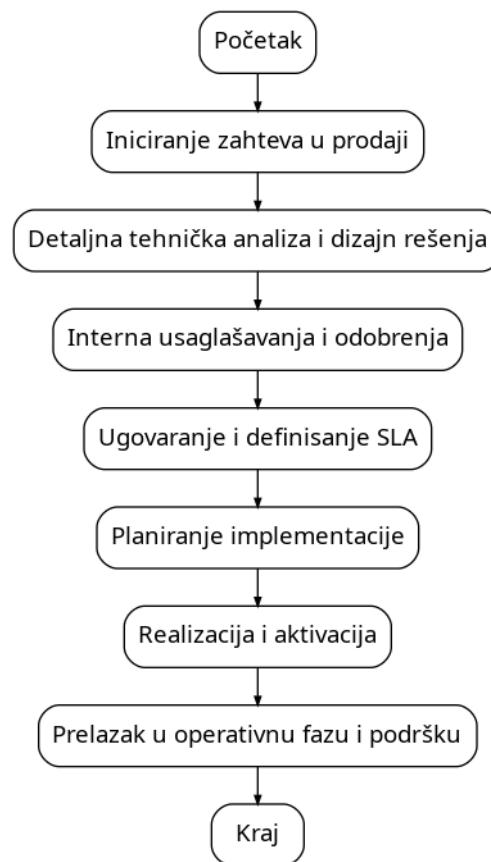 Početak
Iniciranje zahteva u prodaji
Detaljna tehnička analiza i dizajn rešenja
Interna usaglašavanja i odobrenja
Ugovaranje i definisanje SLA
Planiranje implementacije
Realizacija i aktivacija
Prelazak u operativnu fazu i podršku
Kraj